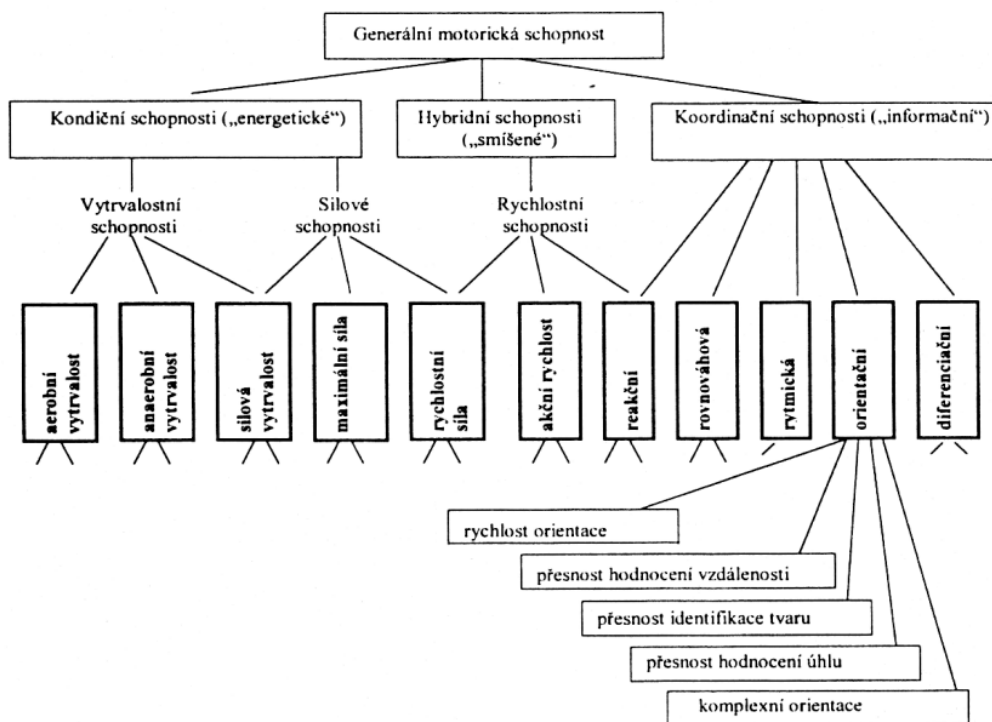 Generální motorická schopnost
Kondiční schopnosti („energetické“)
Hybridní schopnosti
(„smíšené“)
Koordinační schopnosti („informační“)
Vytrvalostní
schopnosti
Silové
schopnosti
Rychlostní
schopnosti
aerobní
vytrvalost
anaerobní
vytrvalost
silová
vytrvalost
maximální síla
rychlostní
síla
akční rychlost
reakční
rovnováhová
rytmická
orientační
diferenciační
rychlost orientace
přesnost hodnocení vzdálenosti
přesnost identifikace tvaru
přesnost hodnocení úhlu
komplexní orientace